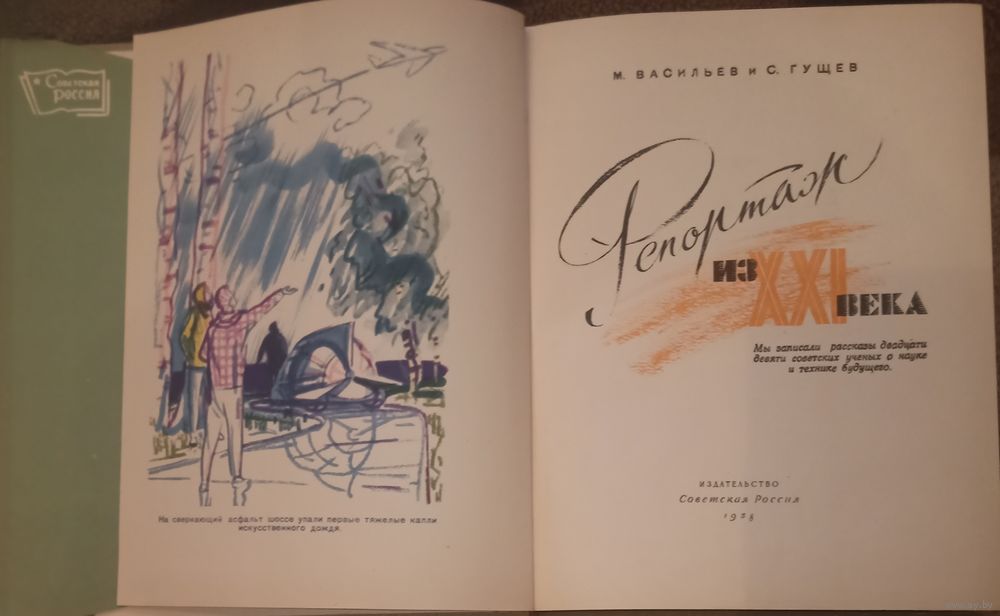 Советская
Россия
На сверкающий асфальт шоссе упали первые тяжелые капли
искусственного дождя.
М. ВАСИЛЬЕВ и С. ГУЩЕВ
Репортаж
ИЗ XXI
ВЕКА
Мы записали рассказы двадцати
девяти советских ученых о науке
и технике будущего.
ИЗДАТЕЛЬСТВО
Советская Россия
1958